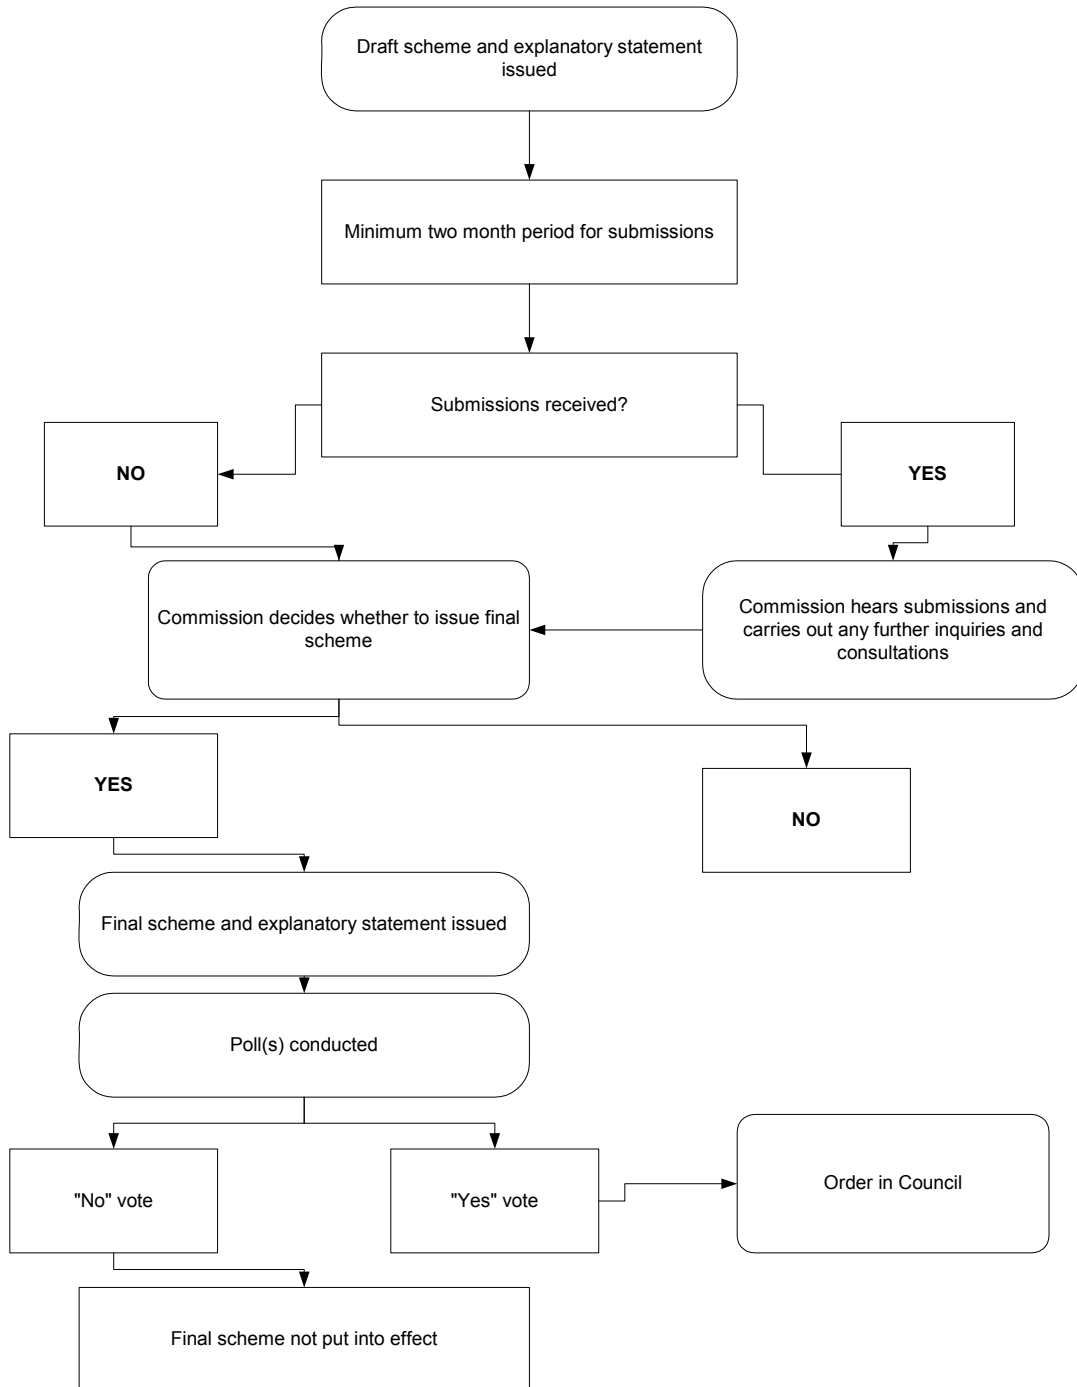 Draft scheme and explanatory statement
issued
Minimum two month period for submissions
Submissions received?
NO
YES
Commission decides whether to issue final
scheme
Commission hears submissions and
carries out any further inquiries and
consultations
YES
NO
Final scheme and explanatory statement issued
Poll(s) conducted
"No" vote
"Yes" vote
Order in Council
Final scheme not put into effect